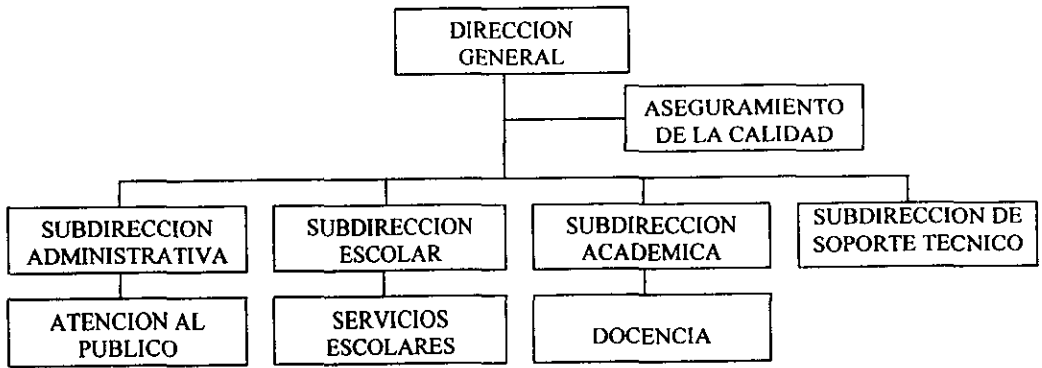 DIRECCION
GENERAL
ASEGURAMIENTO
DE LA CALIDAD
SUBDIRECCION
ADMINISTRATIVA
SUBDIRECCION
ESCOLAR
SUBDIRECCION
ACADEMICA
SUBDIRECCION DE
SOPORTE TECNICO
ATENCION AL
PUBLICO
SERVICIOS
ESCOLARES
DOCENCIA